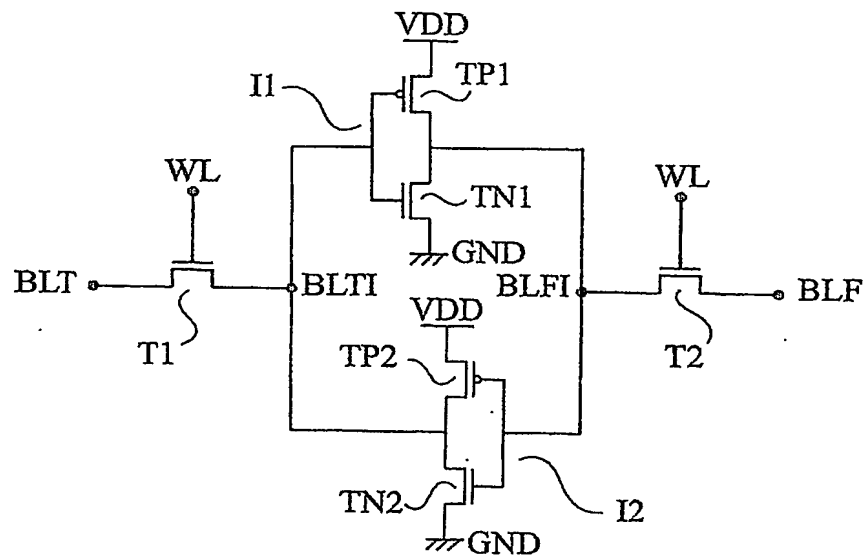 VDD
TP1
I1
WL
TN1
WL
GND
BLT
BLTI
BLFI
BLF
VDD
T1
T2
TP2
TN2
I2
GND